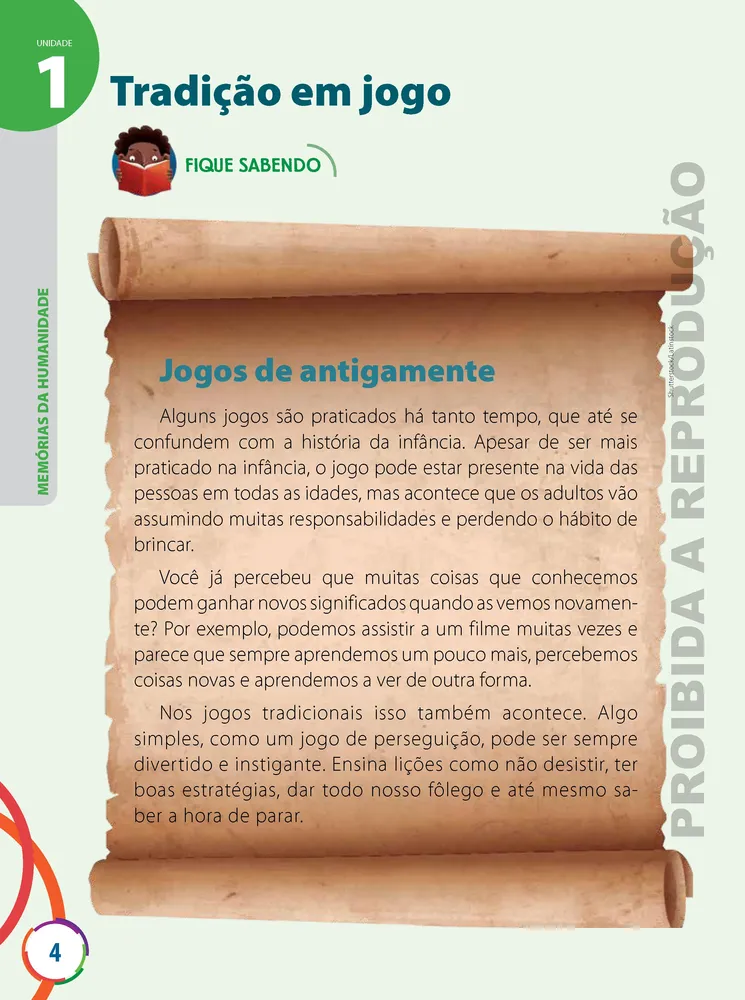 UNIDADE
1
Tradição em jogo
FIQUE SABENDO
MEMÓRIAS DA HUMANIDADE
Jogos de antigamente
Alguns jogos são praticados há tanto tempo, que até se
confundem com a história da infância. Apesar de ser mais
praticado na infância, o jogo pode estar presente na vida das
pessoas em todas as idades, mas acontece que os adultos vão
assumindo muitas responsabilidades e perdendo o hábito de
brincar.
Você já percebeu que muitas coisas que conhecemos
podem ganhar novos significados quando as vemos novamen-
te? Por exemplo, podemos assistir a um filme muitas vezes e
parece que sempre aprendemos um pouco mais, percebemos
coisas novas e aprendemos a ver de outra forma.
Nos jogos tradicionais isso também acontece. Algo
simples, como um jogo de perseguição, pode ser sempre
divertido e instigante. Ensina lições como não desistir, ter
boas estratégias, dar todo nosso fôlego e até mesmo sa-
ber a hora de parar.
Shutterstock/Latinstock
PROIBIDA A REPRODUÇÃO
4